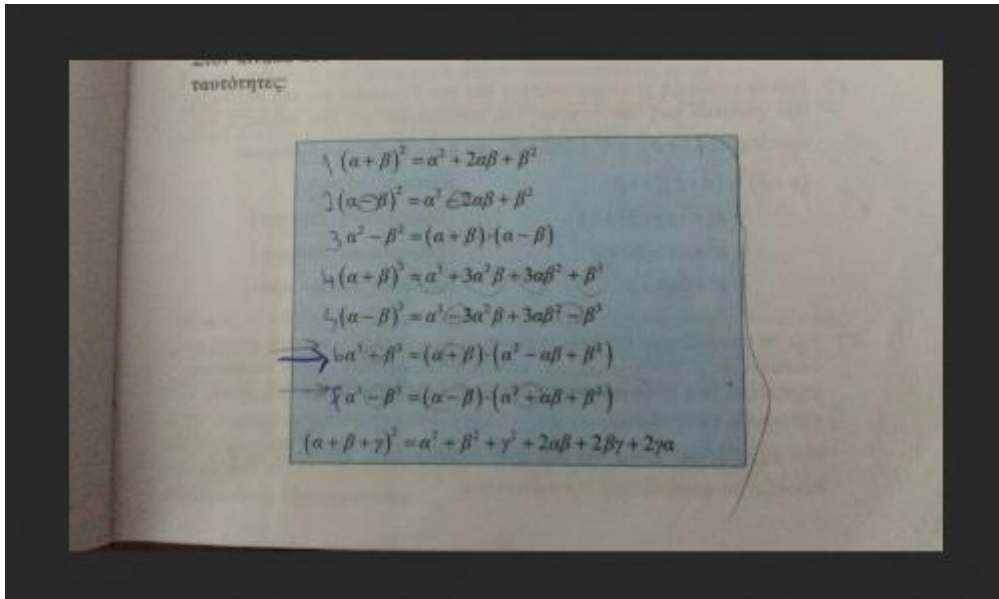 ταυτότητες:
1 (α + β)² = α² + 2αβ + β²
2 (α − β)² = α² − 2αβ + β²
3 α² − β² = (α + β)·(α − β)
4 (α + β)³ = α³ + 3α²β + 3αβ² + β³
5 (α − β)³ = α³ − 3α²β + 3αβ² − β³
6 α³ + β³ = (α + β)·(α² − αβ + β²)
7 α³ − β³ = (α − β)·(α² + αβ + β²)
(α + β + γ)² = α² + β² + γ² + 2αβ + 2βγ + 2γα